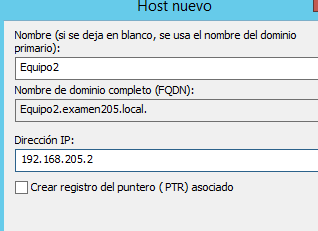 Host nuevo
Nombre (si se deja en blanco, se usa el nombre del dominio
primario):
Equipo2
Nombre de dominio completo (FQDN):
Equipo2.examen205.local.
Dirección IP:
192.168.205.2
Crear registro del puntero (PTR) asociado